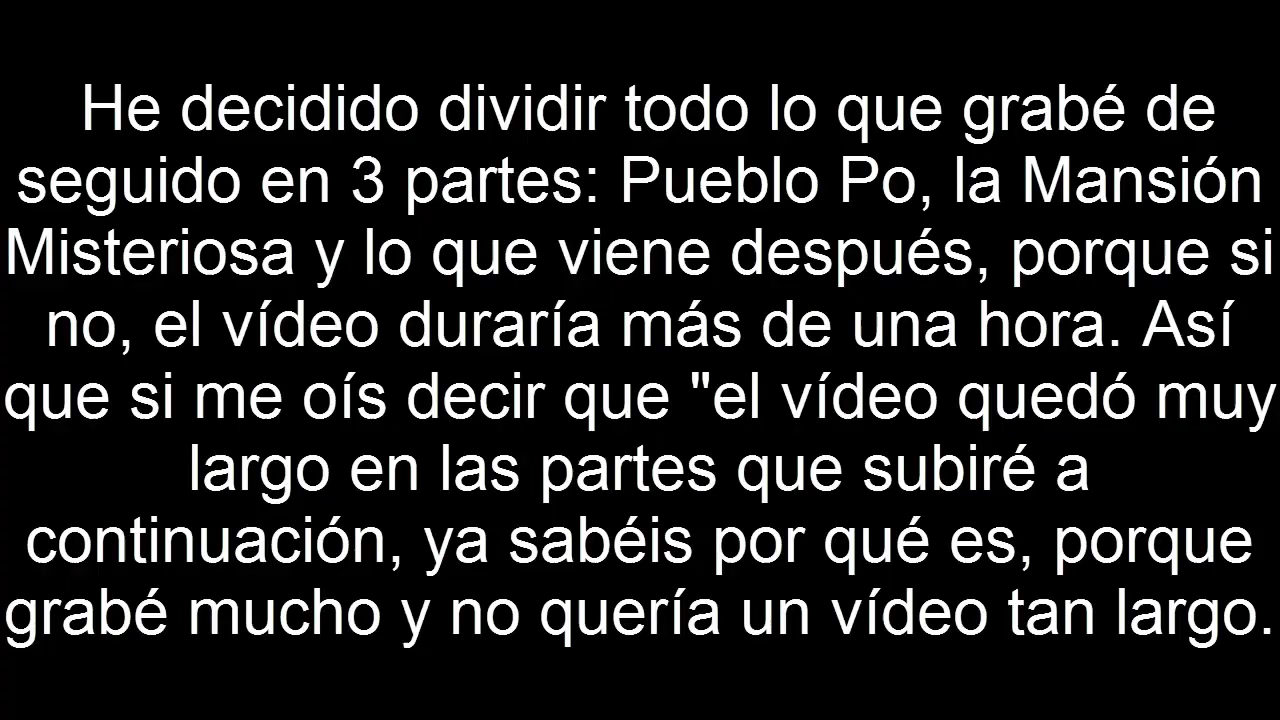 He decidido dividir todo lo que grabé de
seguido en 3 partes: Pueblo Po, la Mansión
Misteriosa y lo que viene después, porque si
no, el vídeo duraría más de una hora. Así
que si me oís decir que "el vídeo quedó muy
largo en las partes que subiré a
continuación, ya sabéis por qué es, porque
grabé mucho y no quería un vídeo tan largo.